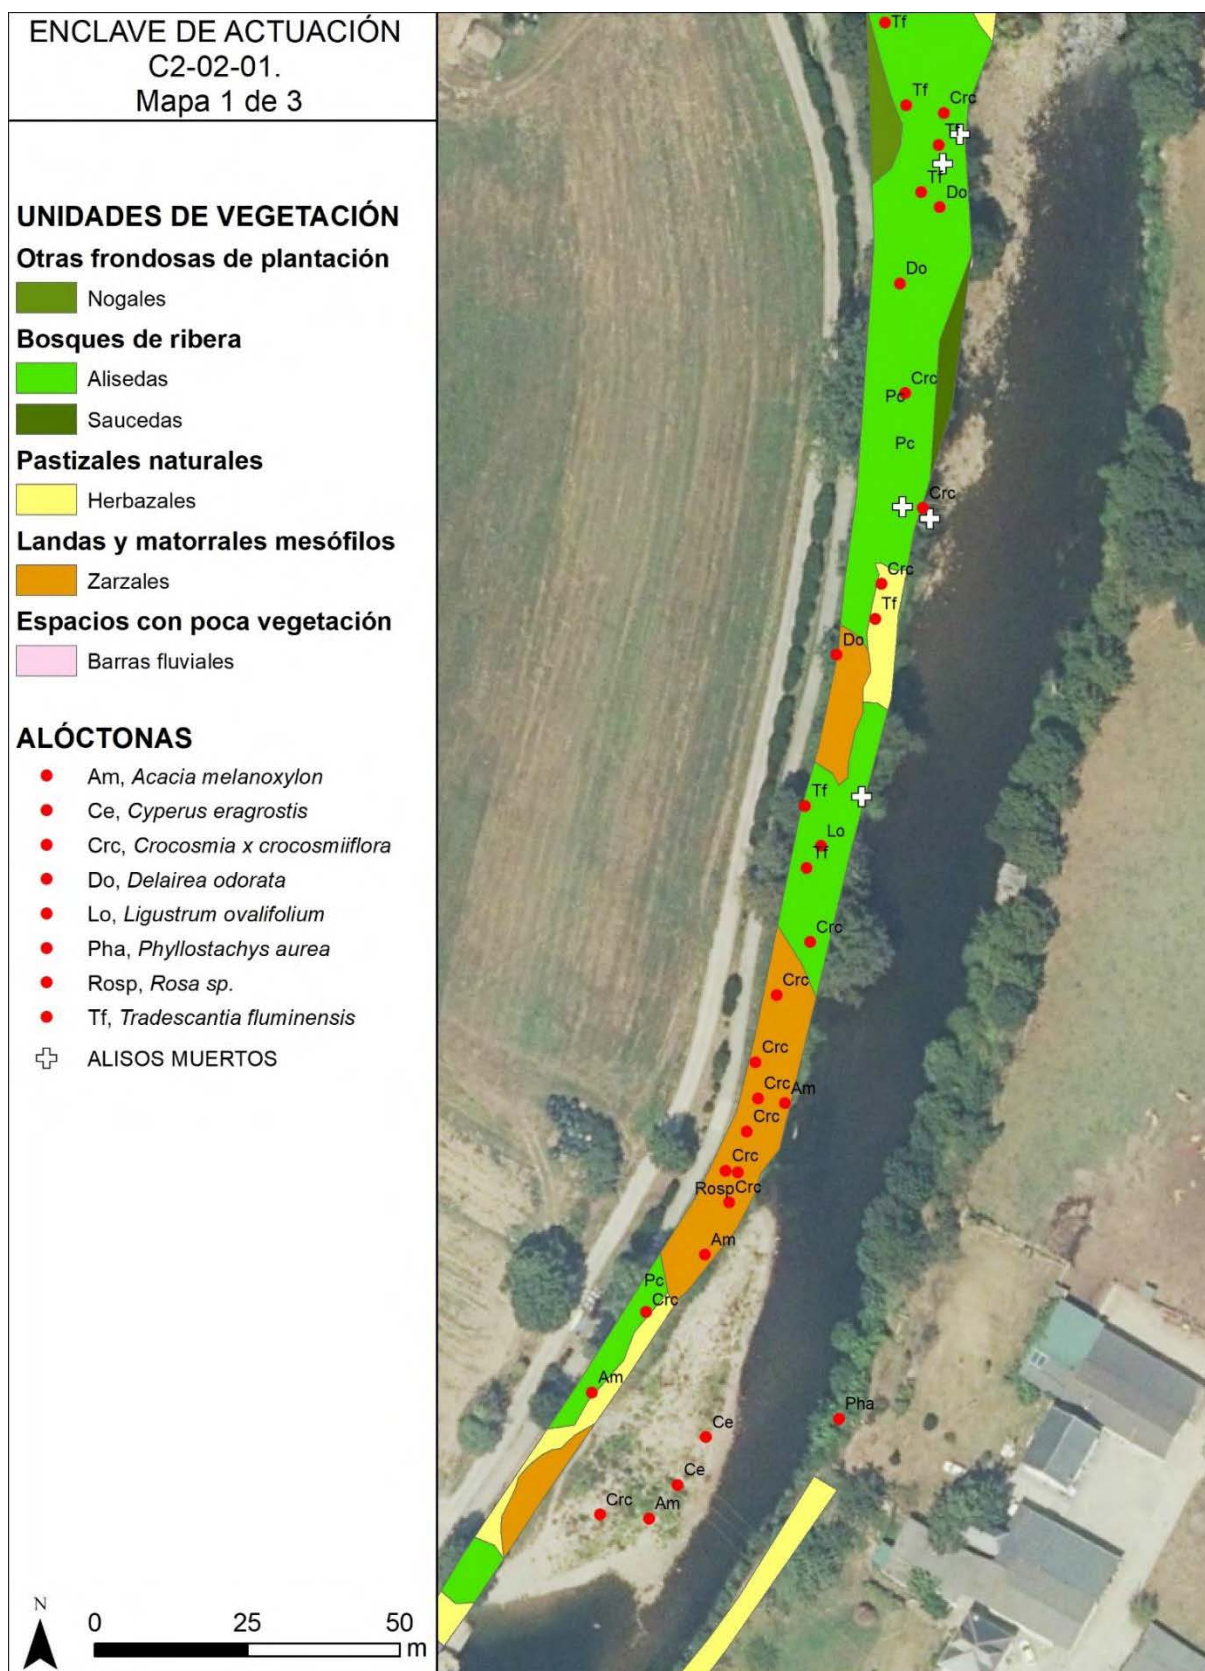 ENCLAVE DE ACTUACIÓN
C2-02-01.
Mapa 1 de 3
UNIDADES DE VEGETACIÓN
Otras frondosas de plantación
Nogales
Bosques de ribera
Alisedas
Saucedas
Pastizales naturales
Herbazales
Landas y matorrales mesófilos
Zarzales
Espacios con poca vegetación
Barras fluviales
ALÓCTONAS
Am, Acacia melanoxylon
Ce, Cyperus eragrostis
Crc, Crocosmia x crocosmiiflora
Do, Delairea odorata
Lo, Ligustrum ovalifolium
Pha, Phyllostachys aurea
Rosp, Rosa sp.
Tf, Tradescantia fluminensis
ALISOS MUERTOS
N
0 25 50
m
Tf
Tf
Crc
Tf
Tf
Do
Do
Crc
Pc
Pc
Crc
Crc
Tf
Do
Tf
Lo
Tf
Crc
Crc
Crc
Crc
Am
Crc
Crc
Rosp
Crc
Am
Pc
Crc
Am
Pha
Ce
Ce
Crc
Am